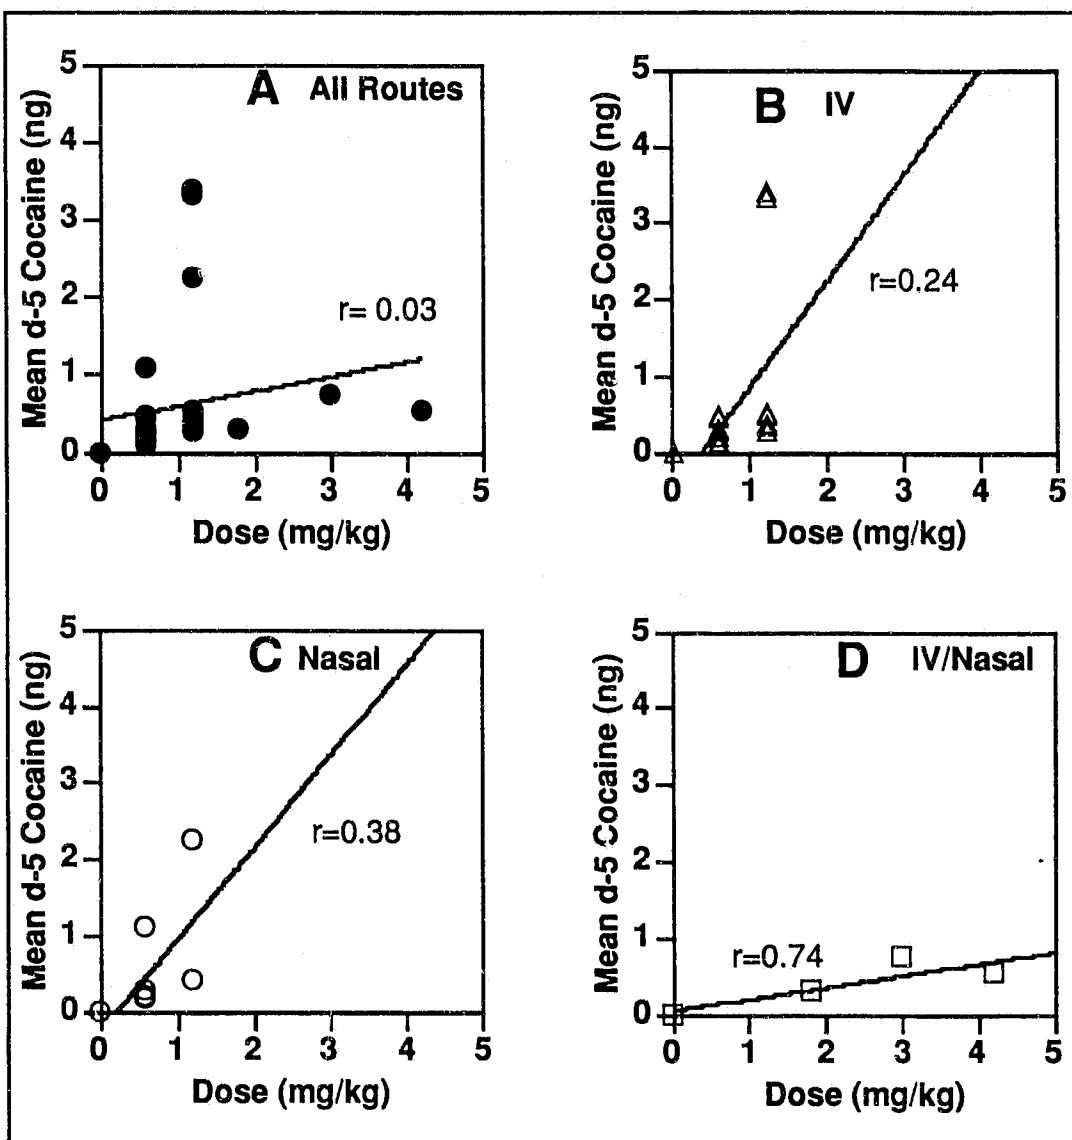 A All Routes
Mean d-5 Cocaine (ng)
5
4
3
2
1
0
r= 0.03
0 1 2 3 4 5
Dose (mg/kg)
B IV
Mean d-5 Cocaine (ng)
5
4
3
2
1
0
r=0.24
0 1 2 3 4 5
Dose (mg/kg)
C Nasal
Mean d-5 Cocaine (ng)
5
4
3
2
1
0
r=0.38
0 1 2 3 4 5
Dose (mg/kg)
D IV/Nasal
Mean d-5 Cocaine (ng)
5
4
3
2
1
0
r=0.74
0 1 2 3 4 5
Dose (mg/kg)